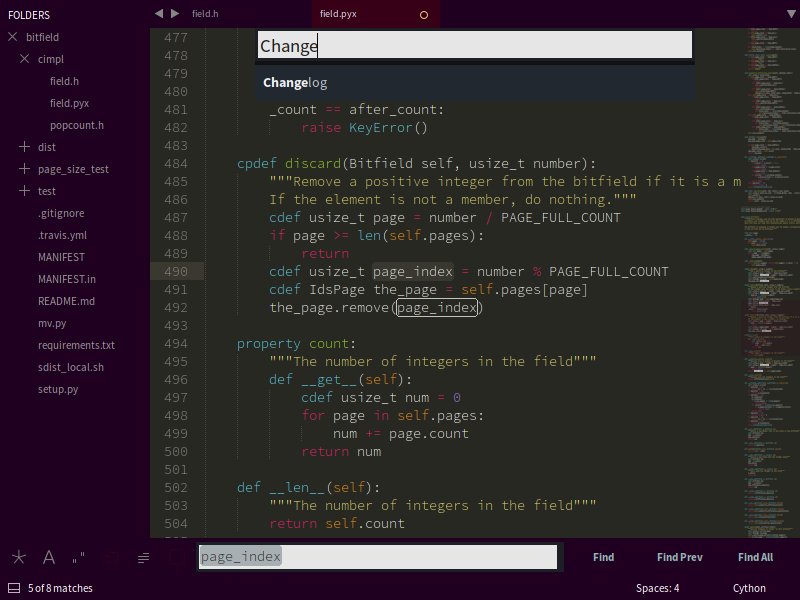 FOLDERS
bitfield
cimpl
field.h
field.pyx
popcount.h
dist
page_size_test
test
.gitignore
.travis.yml
MANIFEST
MANIFEST.in
README.md
mv.py
requirements.txt
sdist_local.sh
setup.py
field.h
field.pyx
Change
Changelog
477
478
479
480
481 _count == after_count:
482 raise KeyError()
483
484 cpdef discard(Bitfield self, usize_t number):
485 """Remove a positive integer from the bitfield if it is a m
486 If the element is not a member, do nothing."""
487 cdef usize_t page = number / PAGE_FULL_COUNT
488 if page >= len(self.pages):
489 return
490 cdef usize_t page_index = number % PAGE_FULL_COUNT
491 cdef IdsPage the_page = self.pages[page]
492 the_page.remove(page_index)
493
494 property count:
495 """The number of integers in the field"""
496 def __get__(self):
497 cdef usize_t num = 0
498 for page in self.pages:
499 num += page.count
500 return num
501
502 def __len__(self):
503 """The number of integers in the field"""
504 return self.count
page_index
Find
Find Prev
Find All
5 of 8 matches
Spaces: 4
Cython